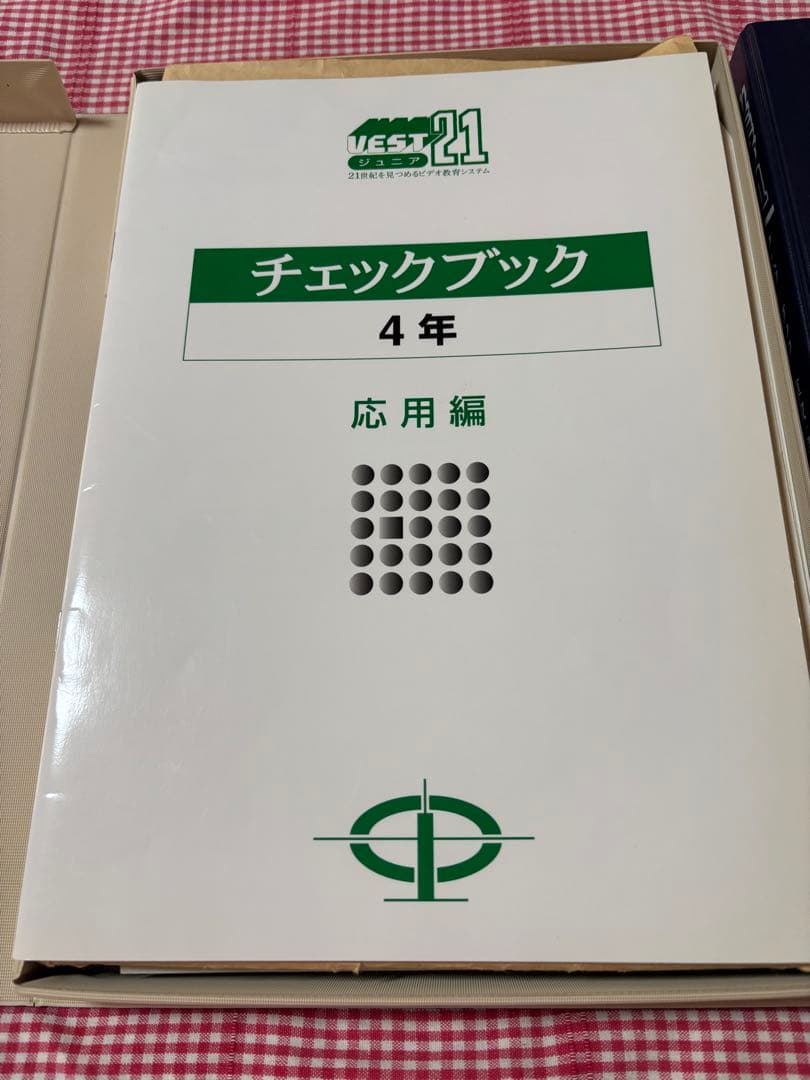 VEST21
ジュニア
21世紀を見つめるビデオ教育システム
チェックブック
4年
応用編